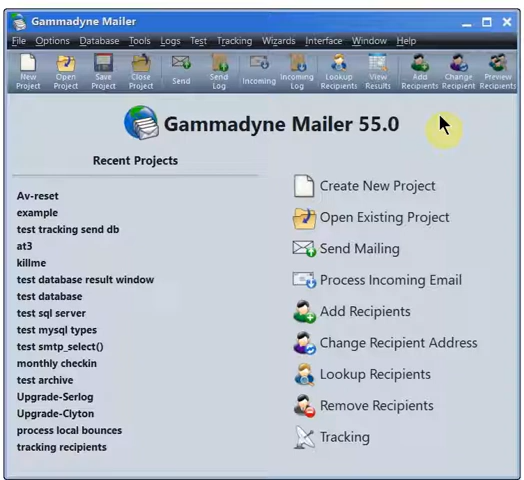 Gammadyne Mailer
File Options Database Tools Logs Test Tracking Wizards Interface Window Help
New Project
Open Project
Save Project
Close Project
Send
Send Log
Incoming
Incoming Log
Lookup Recipients
View Results
Add Recipients
Change Recipient
Preview Recipients
Gammadyne Mailer 55.0
Recent Projects
Av-reset
example
test tracking send db
at3
killme
test database result window
test database
test sql server
test mysql types
test smtp_select()
monthly checkin
test archive
Upgrade-Serlog
Upgrade-Clyton
process local bounces
tracking recipients
Create New Project
Open Existing Project
Send Mailing
Process Incoming Email
Add Recipients
Change Recipient Address
Lookup Recipients
Remove Recipients
Tracking